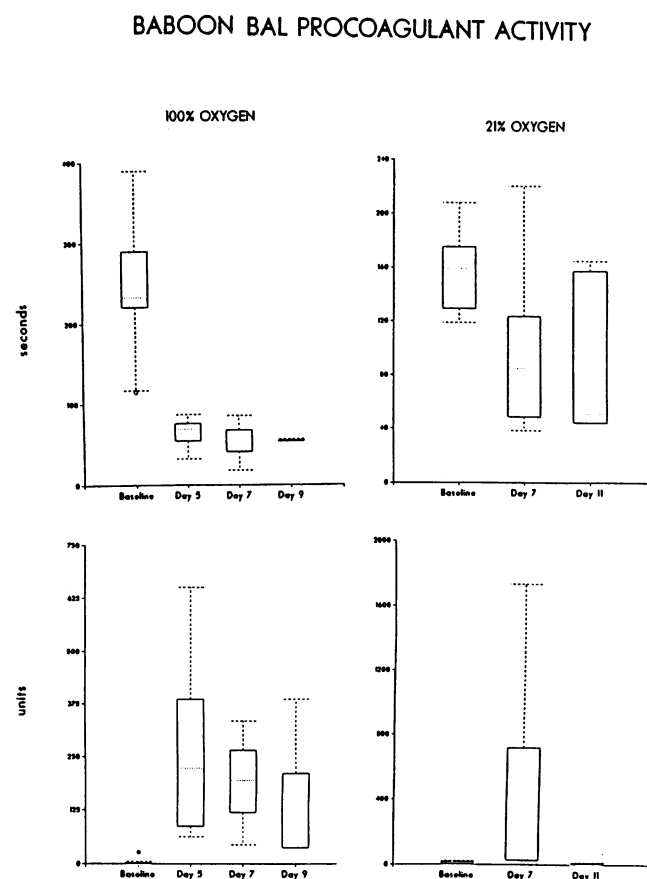 BABOON BAL PROCOAGULANT ACTIVITY
100% OXYGEN
21% OXYGEN
seconds
400
300
200
100
0
Baseline Day 5 Day 7 Day 9
240
200
160
120
80
40
0
Baseline Day 7 Day 11
units
750
625
500
375
250
125
0
Baseline Day 5 Day 7 Day 9
2000
1600
1200
800
400
0
Baseline Day 7 Day 11